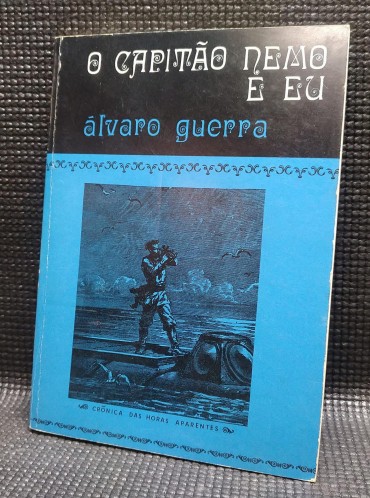 O CAPITÃO NEMO
E EU
álvaro guerra
CRÓNICA DAS HORAS APARENTES